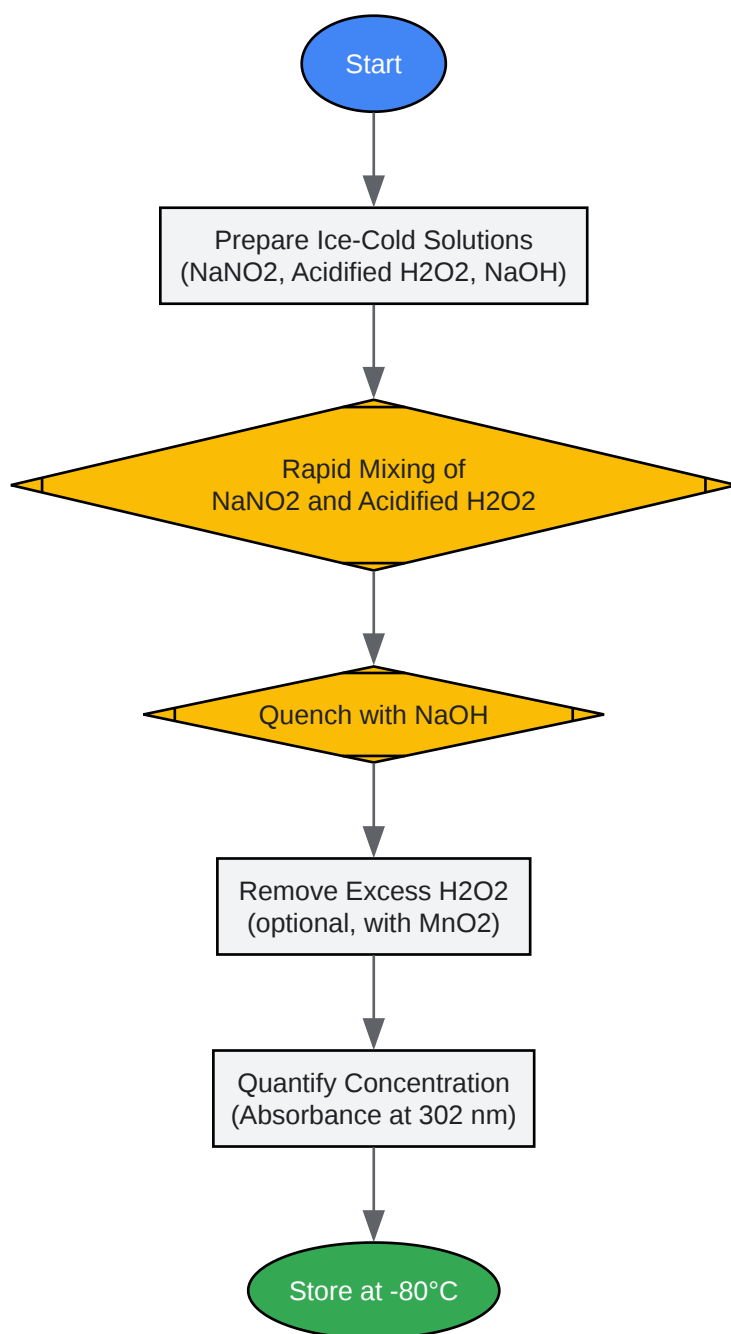 Start
Prepare Ice-Cold Solutions
(NaNO2, Acidified H2O2, NaOH)
Rapid Mixing of
NaNO2 and Acidified H2O2
Quench with NaOH
Remove Excess H2O2
(optional, with MnO2)
Quantify Concentration
(Absorbance at 302 nm)
Store at -80°C